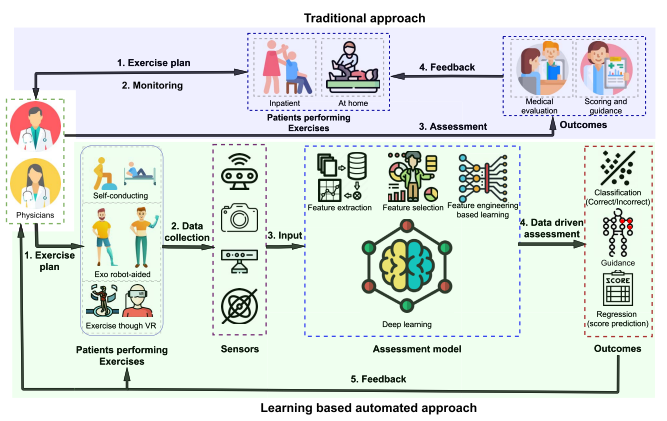 Traditional approach
1. Exercise plan
2. Monitoring
Inpatient
At home
Patients performing
Exercises
4. Feedback
Medical
evaluation
Scoring and
guidance
3. Assessment
Outcomes
Physicians
1. Exercise
plan
Self-conducting
Exo robot-aided
Exercise though VR
Patients performing
Exercises
2. Data
collection
Sensors
3. Input
Feature extraction
Feature selection
Feature engineering
based learning
Deep learning
Assessment model
4. Data driven
assessment
Classification
(Correct/Incorrect)
Guidance
SCORE
Regression
(score prediction)
Outcomes
5. Feedback
Learning based automated approach